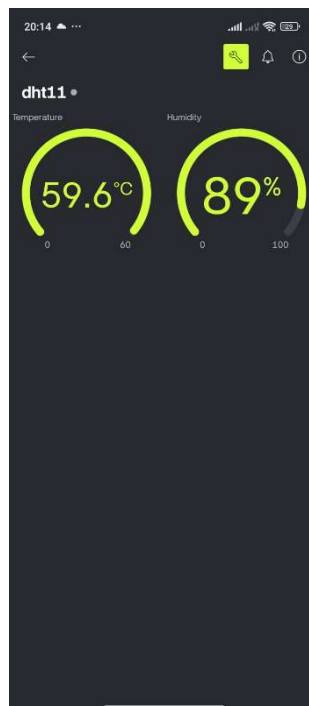 20:14
dht11
Temperature
Humidity
59.6°C
89%
0 60
0 100